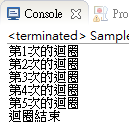 Console
Pro
<terminated> Sample
第1次的迴圈
第2次的迴圈
第3次的迴圈
第4次的迴圈
第5次的迴圈
迴圈結束